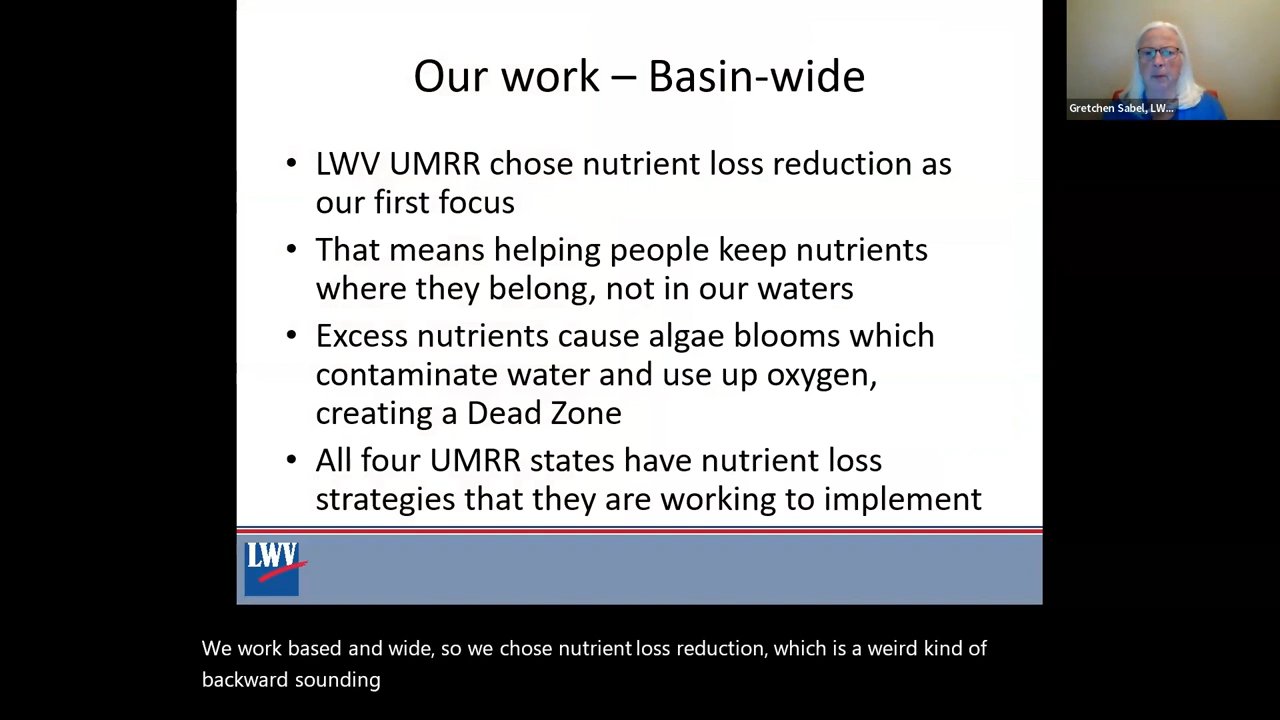 Our work – Basin-wide
• LWV UMRR chose nutrient loss reduction as
our first focus
• That means helping people keep nutrients
where they belong, not in our waters
• Excess nutrients cause algae blooms which
contaminate water and use up oxygen,
creating a Dead Zone
• All four UMRR states have nutrient loss
strategies that they are working to implement
LWV
Gretchen Sabel, LW...
We work based and wide, so we chose nutrient loss reduction, which is a weird kind of
backward sounding